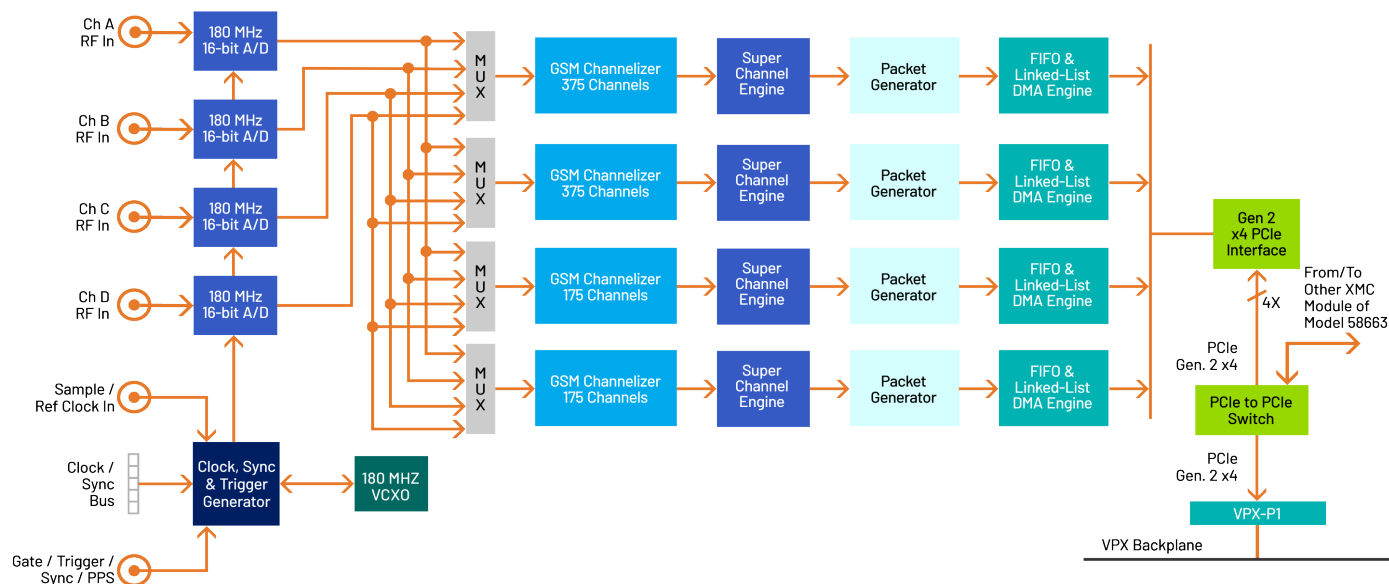 Ch A
RF In
180 MHz
16-bit A/D
Ch B
RF In
180 MHz
16-bit A/D
Ch C
RF In
180 MHz
16-bit A/D
Ch D
RF In
180 MHz
16-bit A/D
Sample /
Ref Clock In
Clock /
Sync
Bus
Gate / Trigger /
Sync / PPS
Clock, Sync
& Trigger
Generator
180 MHZ
VCXO
M
U
X
GSM Channelizer
375 Channels
Super
Channel
Engine
Packet
Generator
FIFO &
Linked-List
DMA Engine
M
U
X
GSM Channelizer
375 Channels
Super
Channel
Engine
Packet
Generator
FIFO &
Linked-List
DMA Engine
M
U
X
GSM Channelizer
175 Channels
Super
Channel
Engine
Packet
Generator
FIFO &
Linked-List
DMA Engine
M
U
X
GSM Channelizer
175 Channels
Super
Channel
Engine
Packet
Generator
FIFO &
Linked-List
DMA Engine
Gen 2
x4 PCIe
Interface
4X
From/To
Other XMC
Module of
Model 58663
PCIe
Gen. 2 x4
PCIe to PCIe
Switch
PCIe
Gen. 2 x4
VPX-P1
VPX Backplane